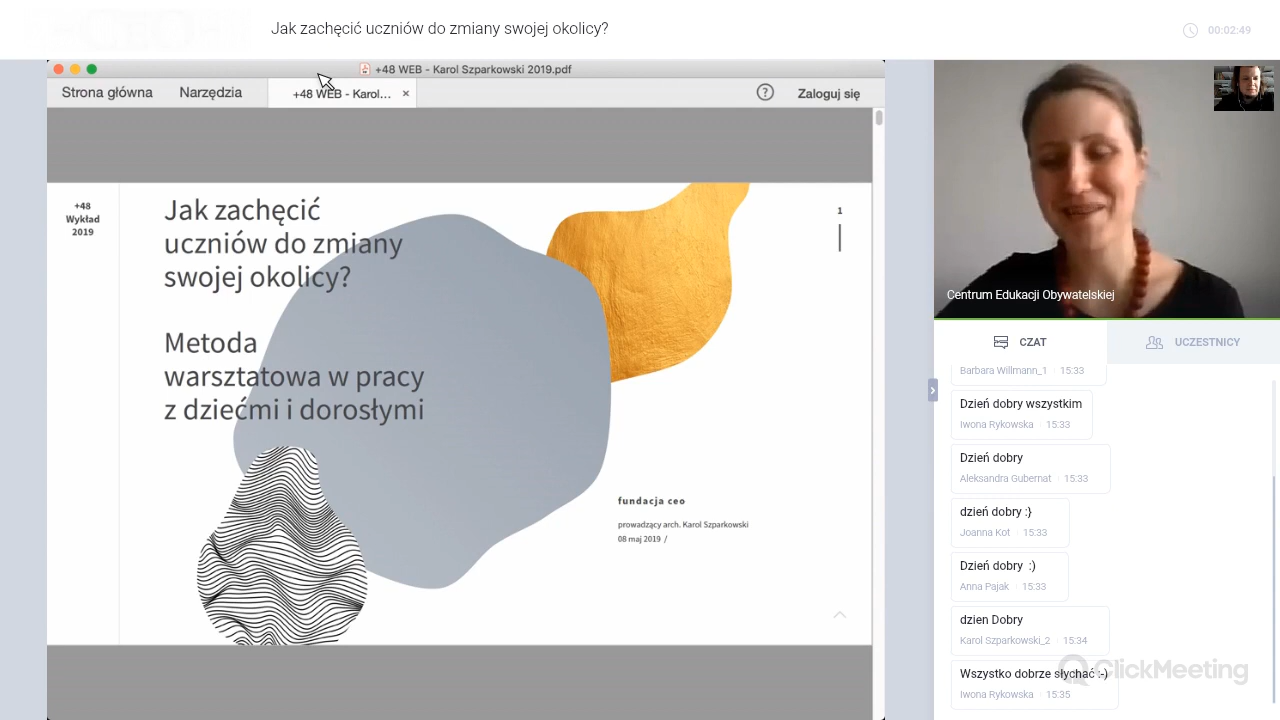 CEO
Jak zachęcić uczniów do zmiany swojej okolicy?
00:02:49
+48 WEB - Karol Szparkowski 2019.pdf
Strona główna
Narzędzia
+48 WEB - Karol...
×
?
Zaloguj się
+48
Wykład
2019
Jak zachęcić
uczniów do zmiany
swojej okolicy?
Metoda
warsztatowa w pracy
z dziećmi i dorosłymi
1
fundacja ceo
prowadzący arch. Karol Szparkowski
08 maj 2019 /
Centrum Edukacji Obywatelskiej
CZAT
UCZESTNICY
Barbara Willmann_1 15:33
Dzień dobry wszystkim
Iwona Rykowska 15:33
Dzień dobry
Aleksandra Gubernat 15:33
dzień dobry :}
Joanna Kot 15:33
Dzień dobry :)
Anna Pajak 15:33
dzien Dobry
Karol Szparkowski_2 15:34
Wszystko dobrze słychać :-)
Iwona Rykowska 15:35
ClickMeeting